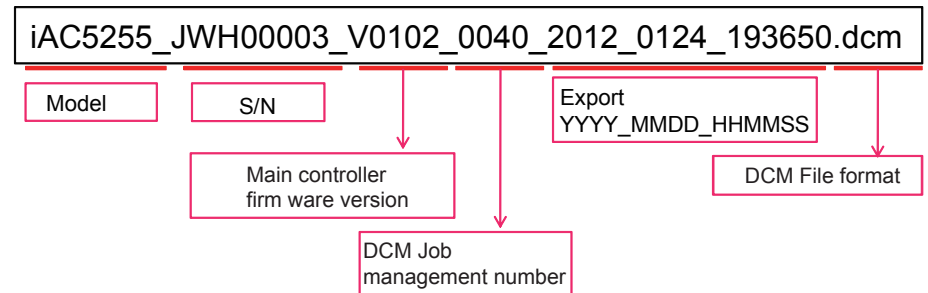 iAC5255_JWH00003_V0102_0040_2012_0124_193650.dcm
Model
S/N
Export
YYYY_MMDD_HHMMSS
Main controller
firm ware version
DCM File format
DCM Job
management number